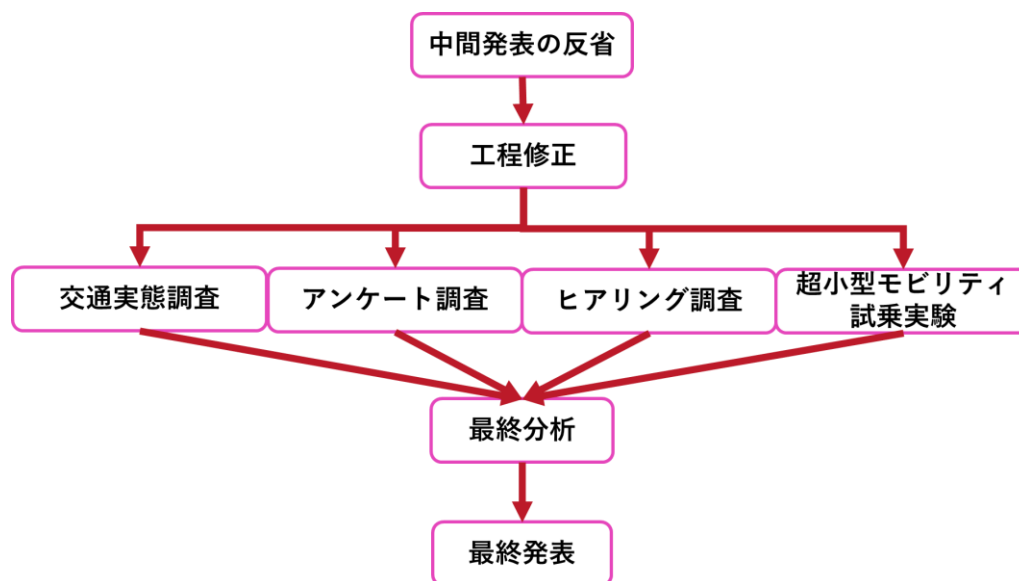 中間発表の反省
工程修正
交通実態調査
アンケート調査
ヒアリング調査
超小型モビリティ
試乗実験
最終分析
最終発表